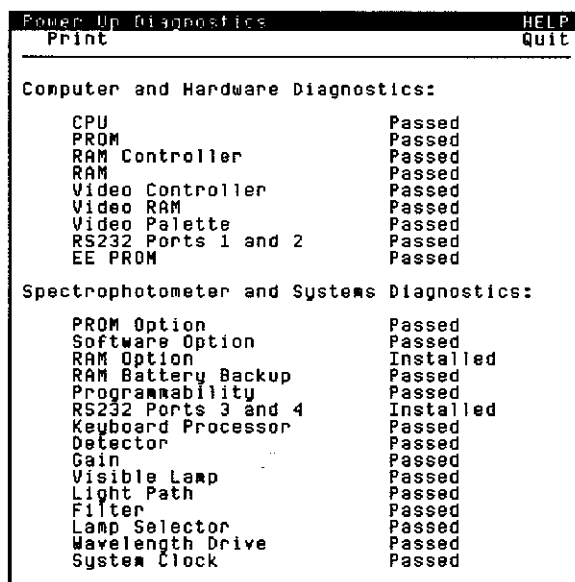 Power Up Diagnostics HELP
Print Quit
Computer and Hardware Diagnostics:
CPU Passed
PROM Passed
RAM Controller Passed
RAM Passed
Video Controller Passed
Video RAM Passed
Video Palette Passed
RS232 Ports 1 and 2 Passed
EE PROM Passed
Spectrophotometer and Systems Diagnostics:
PROM Option Passed
Software Option Passed
RAM Option Installed
RAM Battery Backup Passed
Programmability Passed
RS232 Ports 3 and 4 Installed
Keyboard Processor Passed
Detector Passed
Gain Passed
Visible Lamp Passed
Light Path Passed
Filter Passed
Lamp Selector Passed
Wavelength Drive Passed
System Clock Passed